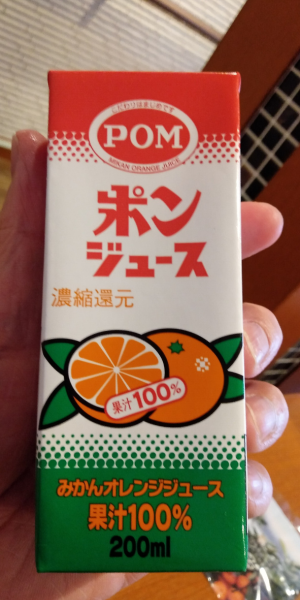 こだわりはまじめです
POM
MIKAN ORANGE JUICE
ポン
ジュース
濃縮還元
果汁100%
みかんオレンジジュース
果汁100%
200ml